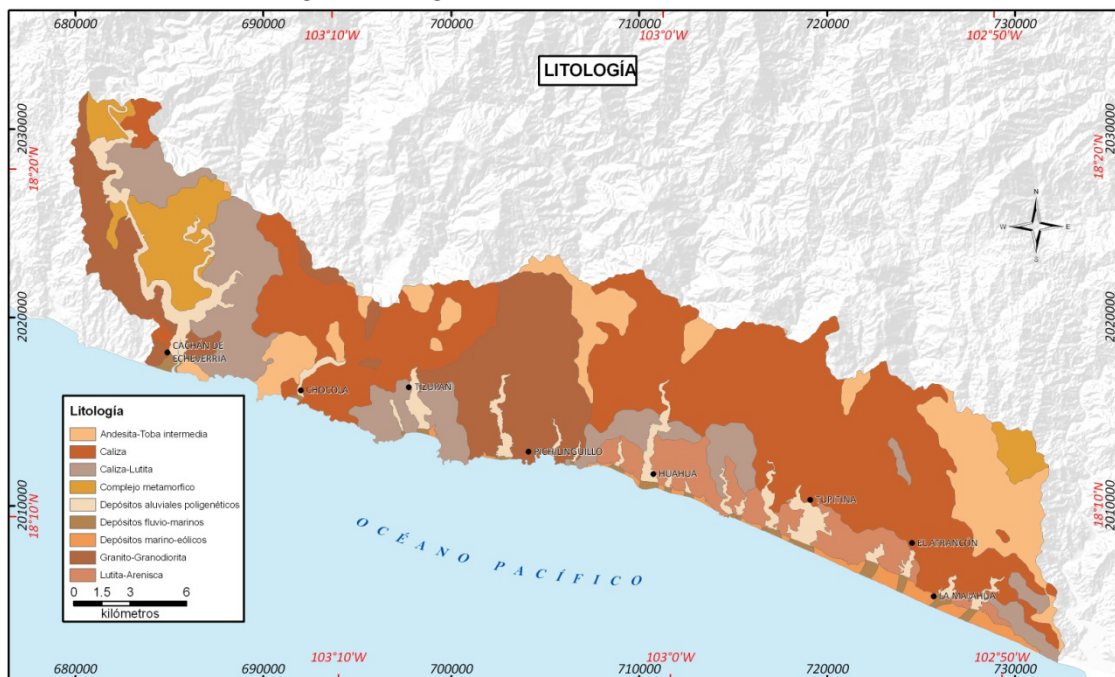 680000 690000 700000 710000 720000 730000
103°10'W 103°0'W 102°50'W
LITOLOGÍA
2030000 2030000
18°20'N 18°20'N
N
W E
S
2020000 2020000
CACHAN DE
ECHEVERRIA
CHOCOLA
TIZUPAN
PICHILINGUILLO
HUAHUA
TUPITINA
EL ATRANCON
LA MAJAHUA
2010000 2010000
18°10'N 18°10'N
OCÉANO PACÍFICO
Litología
Andesita-Toba intermedia
Caliza
Caliza-Lutita
Complejo metamorfico
Depósitos aluviales poligenéticos
Depósitos fluvio-marinos
Depósitos marino-eólicos
Granito-Granodiorita
Lutita-Arenisca
0 1.5 3 6
kilómetros
680000 690000 700000 710000 720000 730000
103°10'W 103°0'W 102°50'W